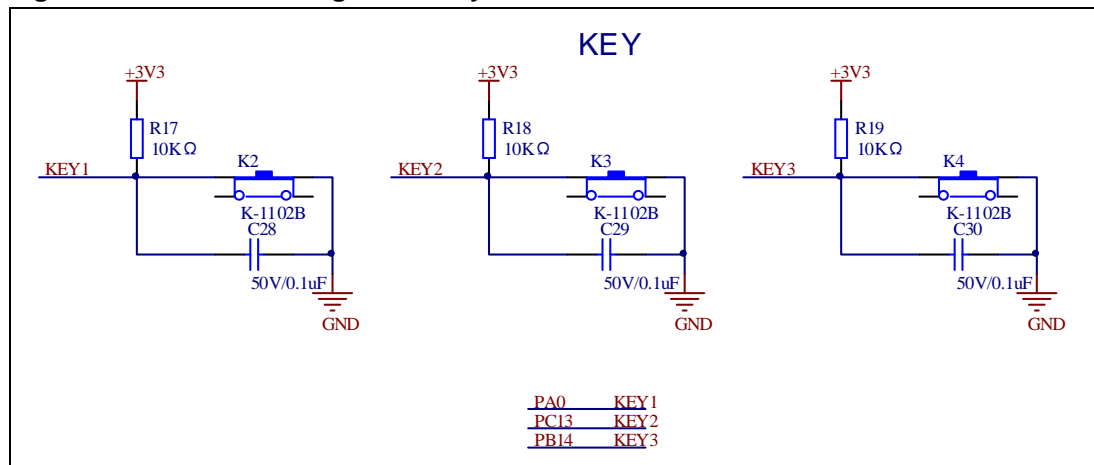 KEY
+3V3
+3V3
+3V3
R17
10KΩ
R18
10KΩ
R19
10KΩ
KEY1
K2
KEY2
K3
KEY3
K4
K-1102B
K-1102B
K-1102B
C28
C29
C30
50V/0.1uF
50V/0.1uF
50V/0.1uF
GND
GND
GND
PA0 KEY1
PC13 KEY2
PB14 KEY3